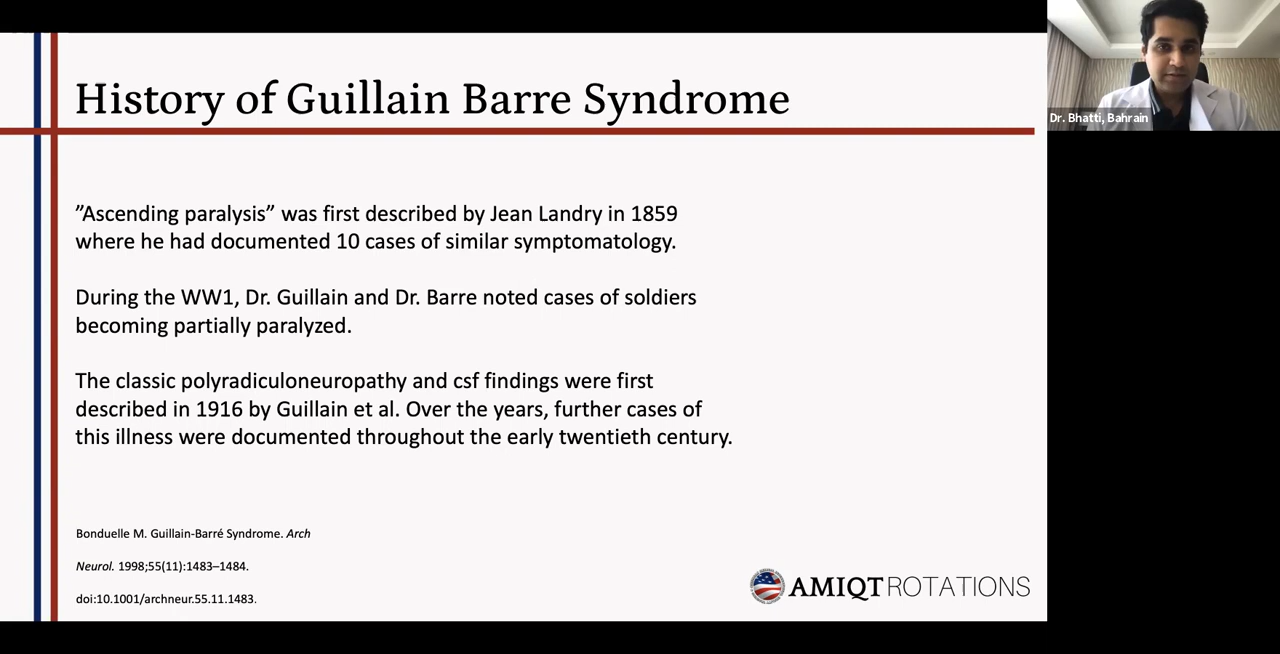 History of Guillain Barre Syndrome
”Ascending paralysis” was first described by Jean Landry in 1859
where he had documented 10 cases of similar symptomatology.
During the WW1, Dr. Guillain and Dr. Barre noted cases of soldiers
becoming partially paralyzed.
The classic polyradiculoneuropathy and csf findings were first
described in 1916 by Guillain et al. Over the years, further cases of
this illness were documented throughout the early twentieth century.
Bonduelle M. Guillain-Barré Syndrome. Arch
Neurol. 1998;55(11):1483–1484.
doi:10.1001/archneur.55.11.1483.
AMIQT ROTATIONS
Dr. Bhatti, Bahrain